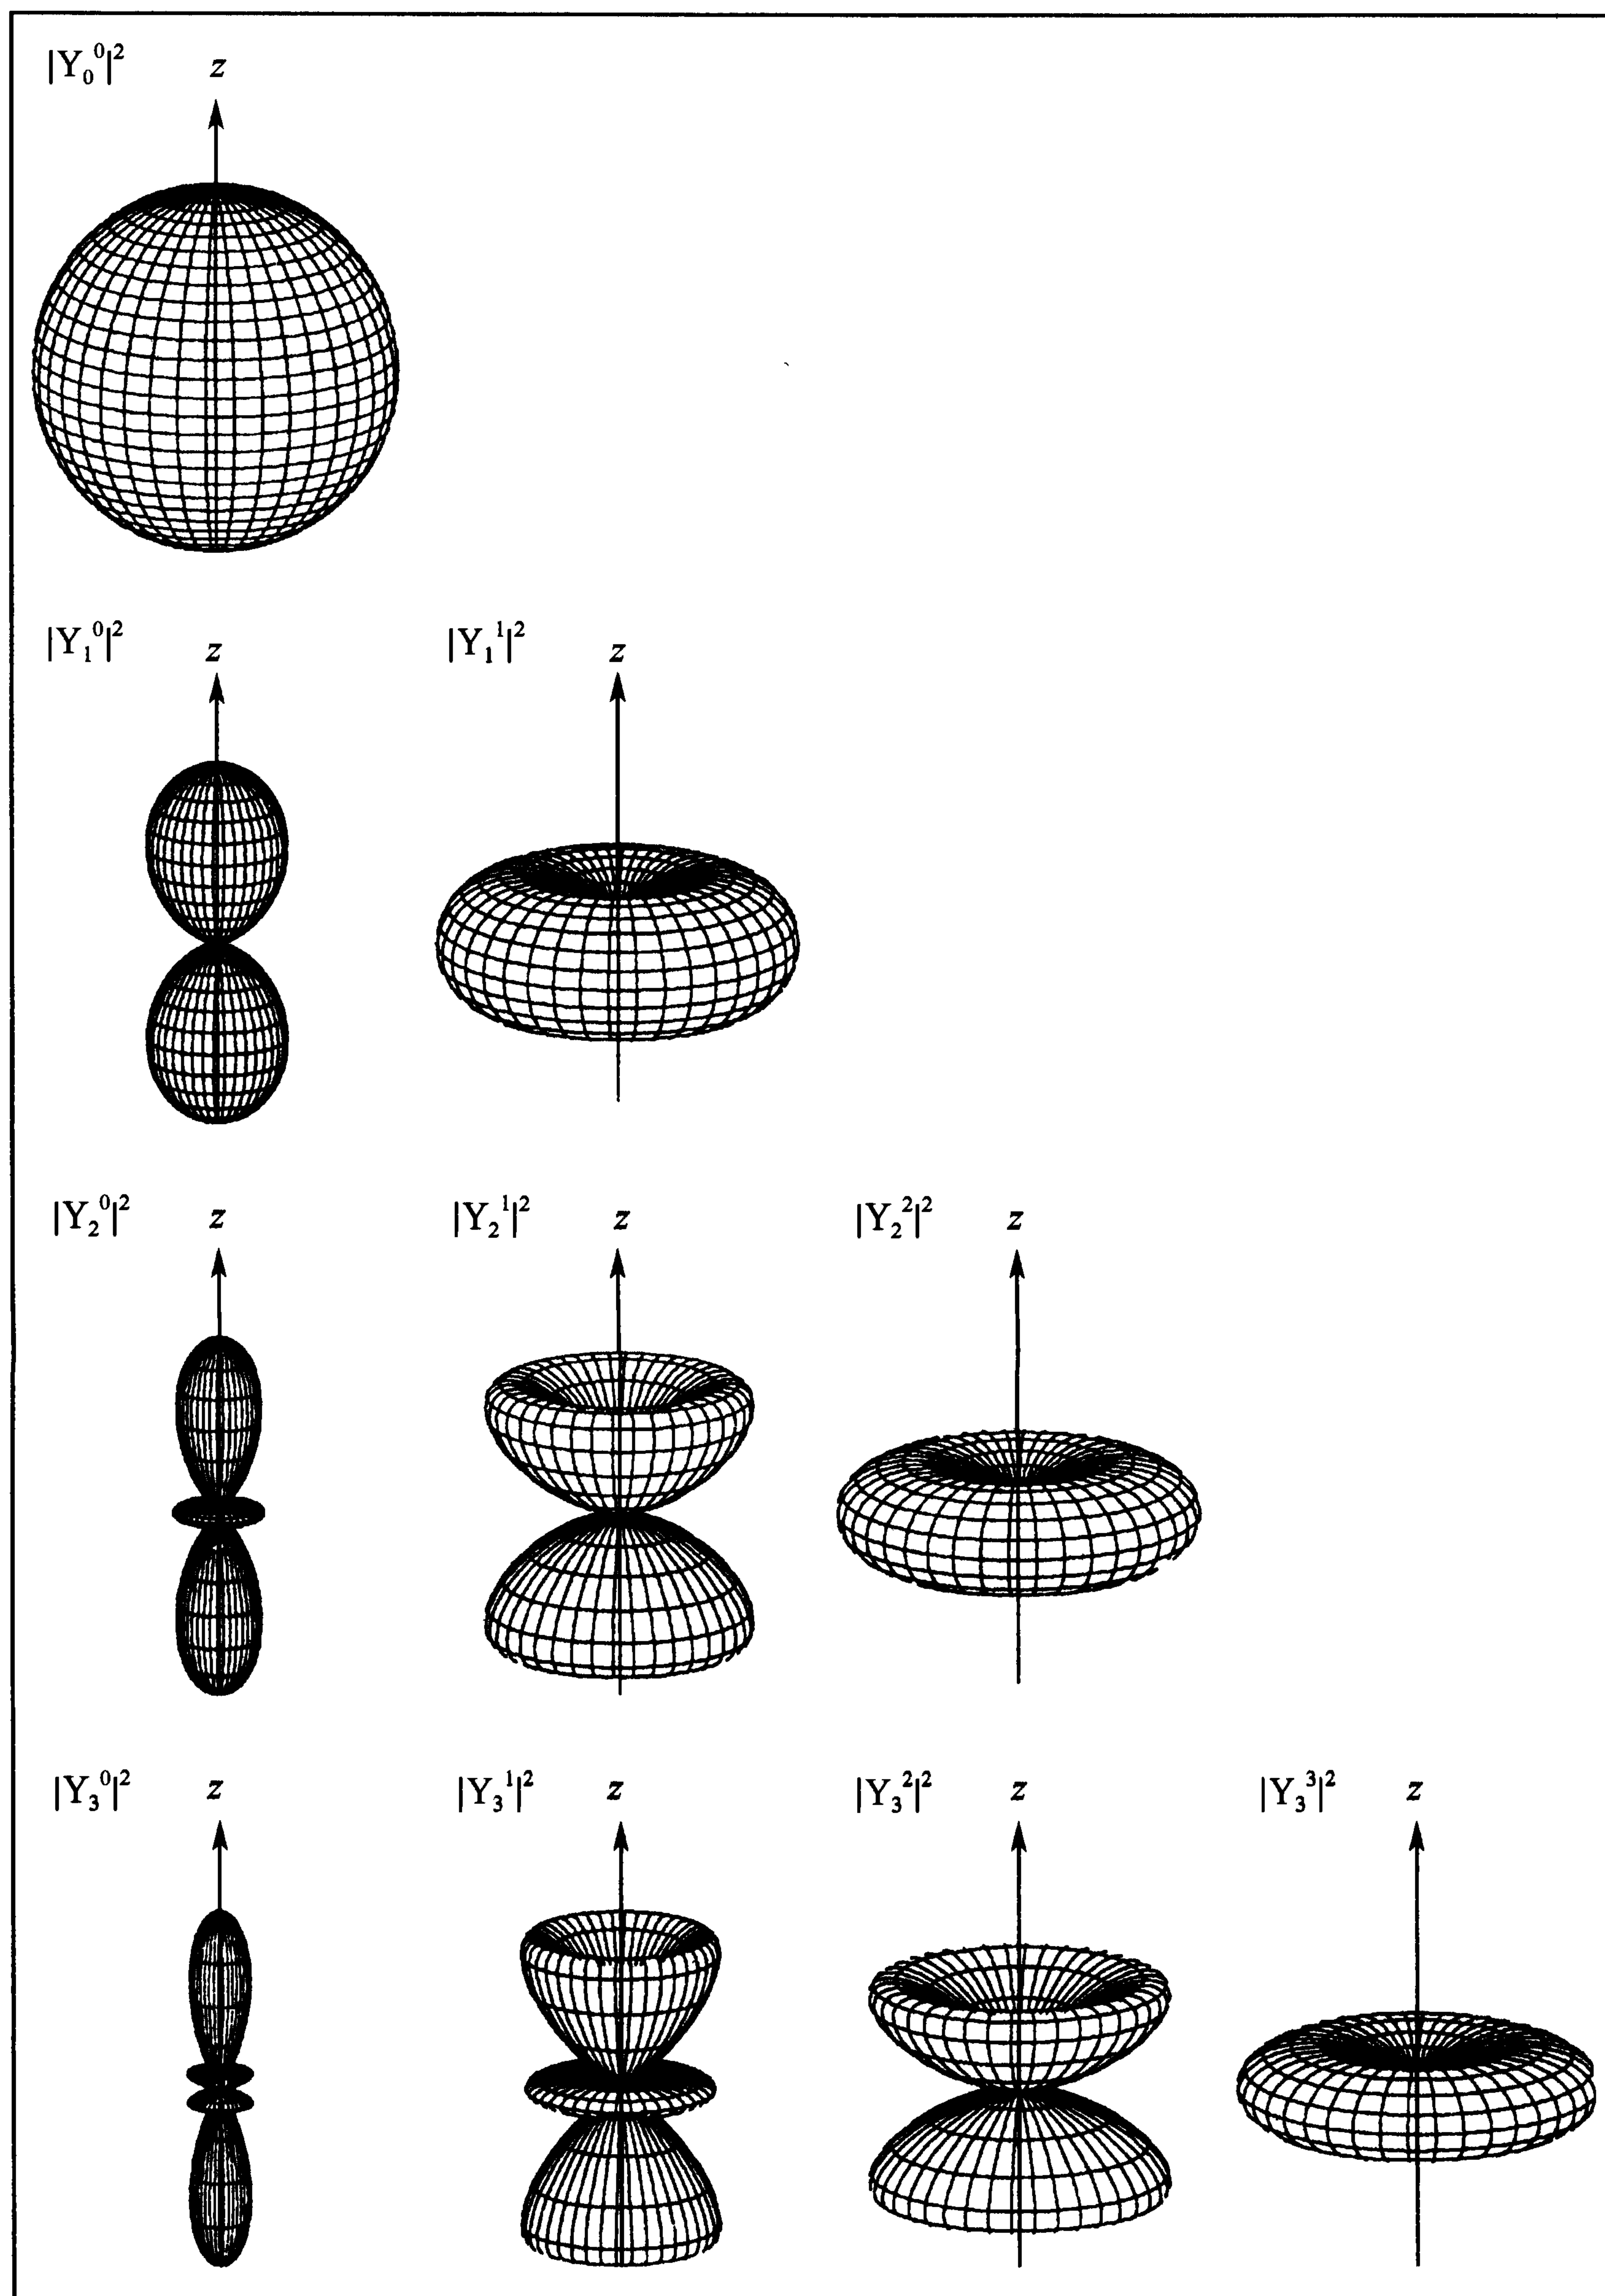 |Y₀⁰|² z
|Y₁⁰|² z |Y₁¹|² z
|Y₂⁰|² z |Y₂¹|² z |Y₂²|² z
|Y₃⁰|² z |Y₃¹|² z |Y₃²|² z |Y₃³|² z